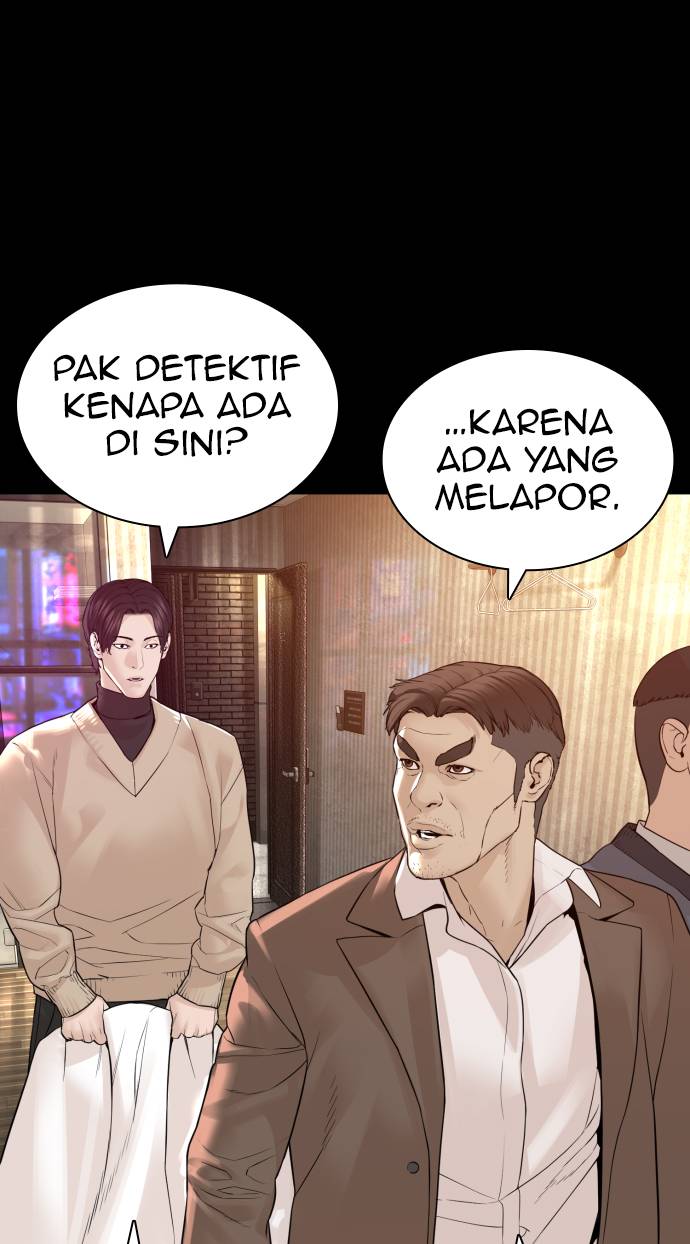 PAK DETEKTIF
KENAPA ADA
DI SINI?
...KARENA
ADA YANG
MELAPOR.